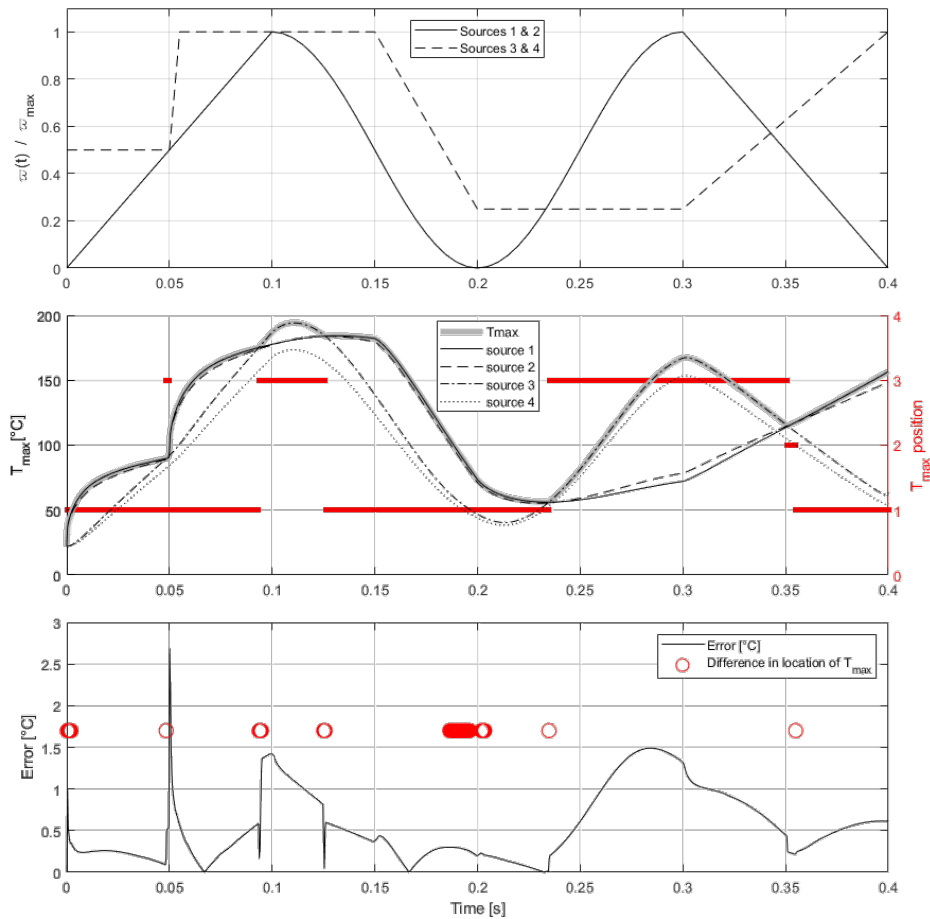 1
0.8
0.6
0.4
0.2
0
ϖ(t) / ϖmax
Sources 1 & 2
Sources 3 & 4
0 0.05 0.1 0.15 0.2 0.25 0.3 0.35 0.4
200
150
100
50
0
Tmax[°C]
Tmax
source 1
source 2
source 3
source 4
4
3
2
1
0
Tmax position
0 0.05 0.1 0.15 0.2 0.25 0.3 0.35 0.4
3
2.5
2
1.5
1
0.5
0
Error [°C]
Error [°C]
Difference in location of Tmax
0 0.05 0.1 0.15 0.2 0.25 0.3 0.35 0.4
Time [s]